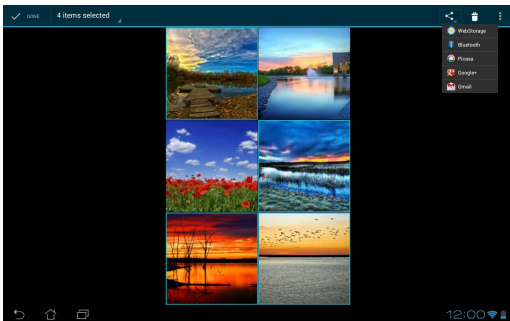 DONE
4 items selected
WebStorage
Bluetooth
Picasa
Google+
Gmail
12:00